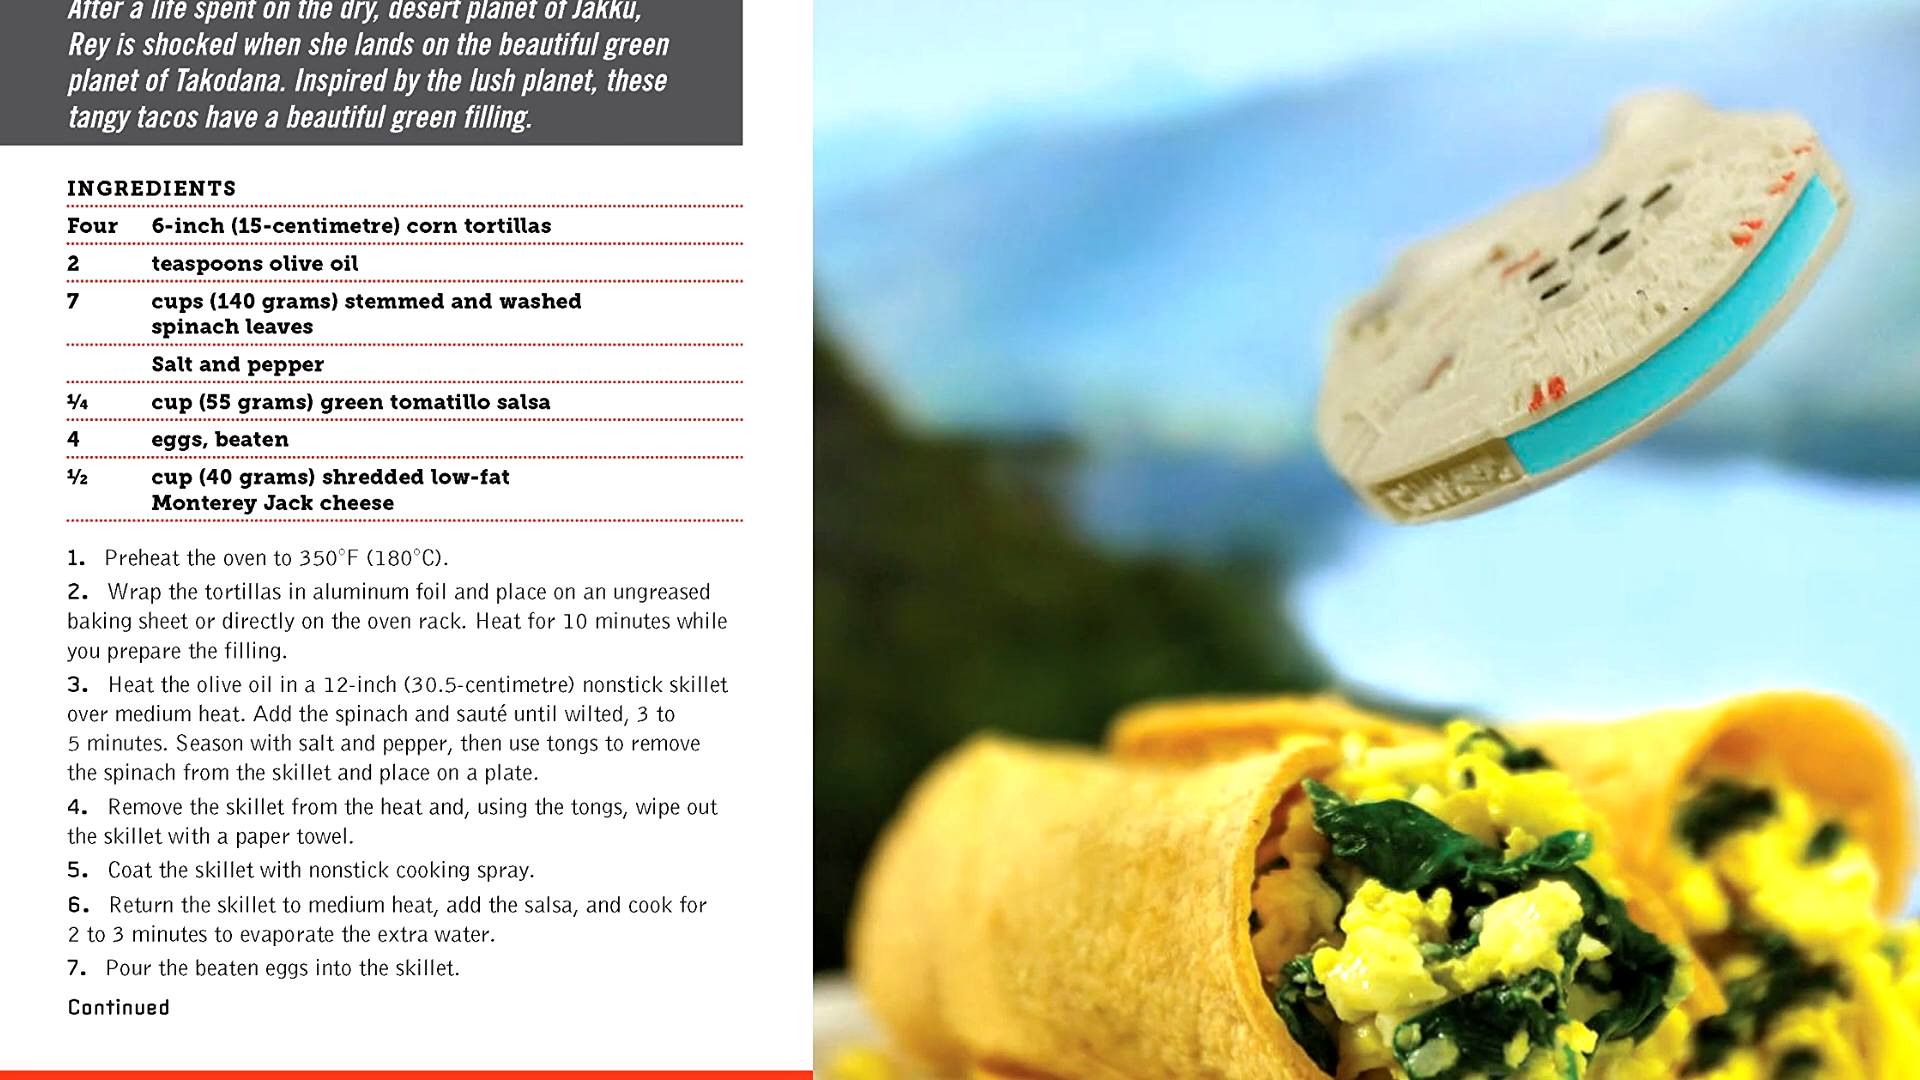 After a life spent on the dry, desert planet of Jakku,
Rey is shocked when she lands on the beautiful green
planet of Takodana. Inspired by the lush planet, these
tangy tacos have a beautiful green filling.
INGREDIENTS
Four 6-inch (15-centimetre) corn tortillas
2 teaspoons olive oil
7 cups (140 grams) stemmed and washed
spinach leaves
Salt and pepper
¼ cup (55 grams) green tomatillo salsa
4 eggs, beaten
½ cup (40 grams) shredded low-fat
Monterey Jack cheese
1. Preheat the oven to 350°F (180°C).
2. Wrap the tortillas in aluminum foil and place on an ungreased
baking sheet or directly on the oven rack. Heat for 10 minutes while
you prepare the filling.
3. Heat the olive oil in a 12-inch (30.5-centimetre) nonstick skillet
over medium heat. Add the spinach and sauté until wilted, 3 to
5 minutes. Season with salt and pepper, then use tongs to remove
the spinach from the skillet and place on a plate.
4. Remove the skillet from the heat and, using the tongs, wipe out
the skillet with a paper towel.
5. Coat the skillet with nonstick cooking spray.
6. Return the skillet to medium heat, add the salsa, and cook for
2 to 3 minutes to evaporate the extra water.
7. Pour the beaten eggs into the skillet.
Continued